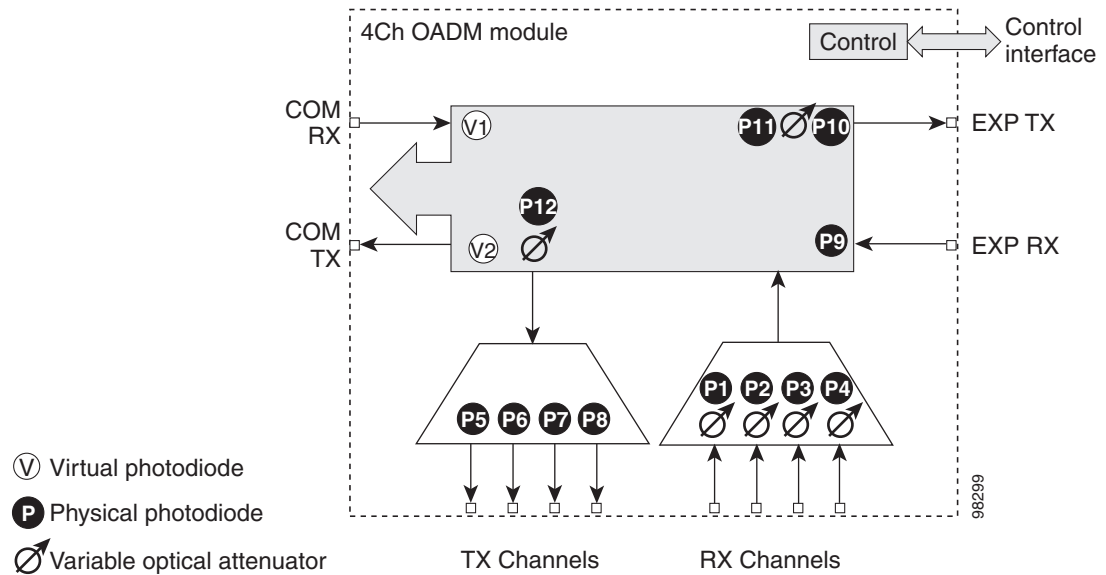 4Ch OADM module
Control
Control
interface
COM
RX
V1
P11
P10
EXP TX
P12
COM
TX
V2
P9
EXP RX
P1
P2
P3
P4
P5
P6
P7
P8
V Virtual photodiode
P Physical photodiode
Variable optical attenuator
TX Channels
RX Channels
98299